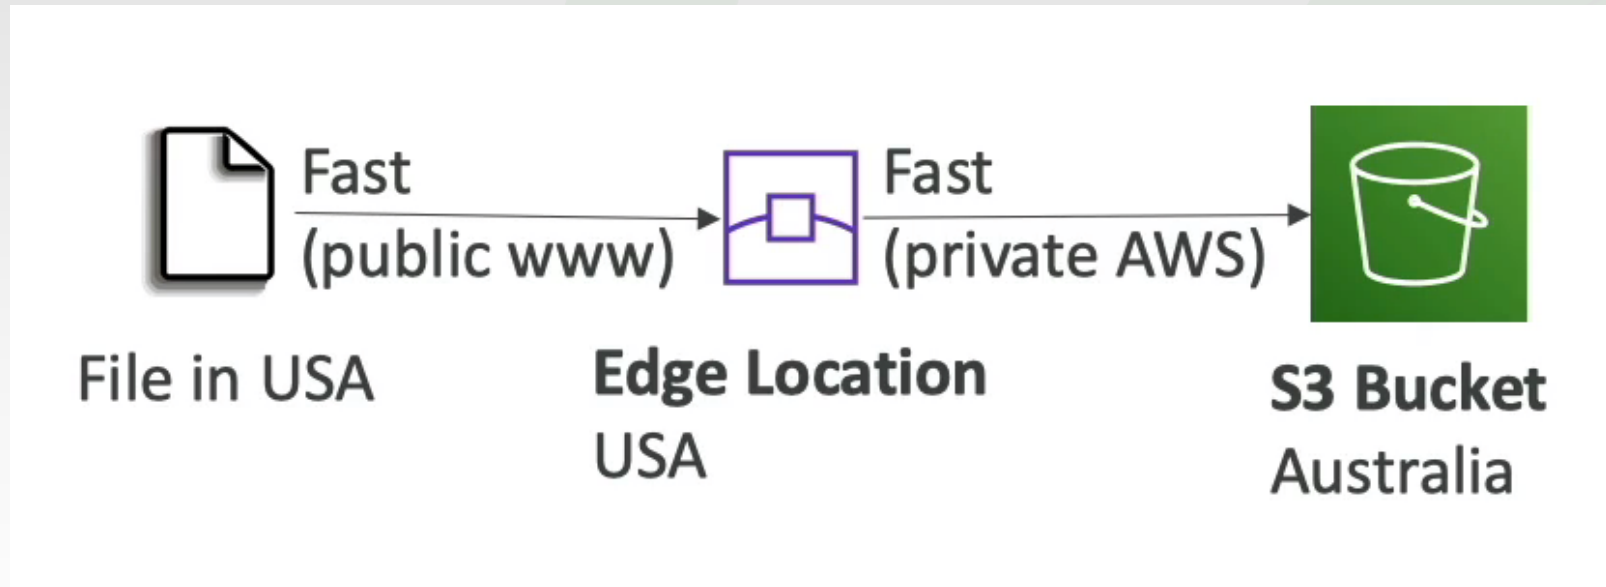 Fast
(public www)
Fast
(private AWS)
File in USA
Edge Location
USA
S3 Bucket
Australia